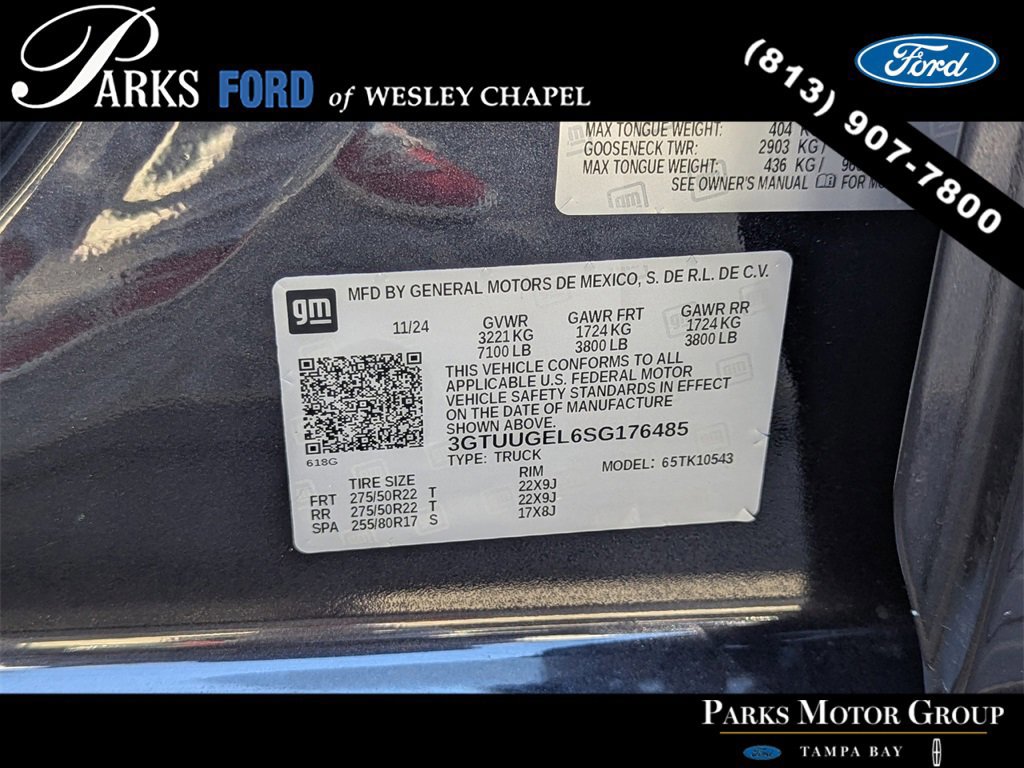 PARKS FORD of WESLEY CHAPEL
Ford
(813) 907-7800
MAX TONGUE WEIGHT: 404
GOOSENECK TWR: 2903 KG/
MAX TONGUE WEIGHT: 436 KG/
SEE OWNER'S MANUAL FOR
gm
gm
MFD BY GENERAL MOTORS DE MEXICO, S. DE R.L. DE C.V.
11/24 GVWR GAWR FRT GAWR RR
3221 KG 1724 KG 1724 KG
7100 LB 3800 LB 3800 LB
THIS VEHICLE CONFORMS TO ALL
APPLICABLE U.S. FEDERAL MOTOR
VEHICLE SAFETY STANDARDS IN EFFECT
ON THE DATE OF MANUFACTURE
SHOWN ABOVE.
3GTUUGEL6SG176485
618G
TYPE: TRUCK MODEL: 65TK10543
TIRE SIZE RIM
FRT 275/50R22 T 22X9J
RR 275/50R22 T 22X9J
SPA 255/80R17 S 17X8J
PARKS MOTOR GROUP
Ford TAMPA BAY